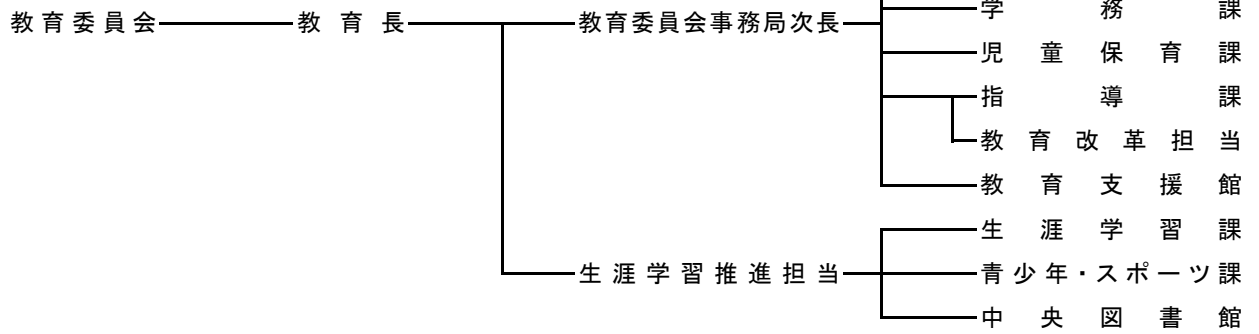 学務課
教育委員会 教育長 教育委員会事務局次長
児童保育課
指導課
教育改革担当
教育支援館
生涯学習課
生涯学習推進担当 青少年・スポーツ課
中央図書館